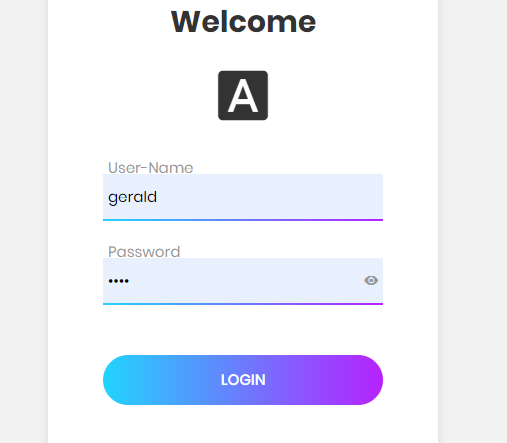 Welcome
A
User-Name
gerald
Password
••••
LOGIN